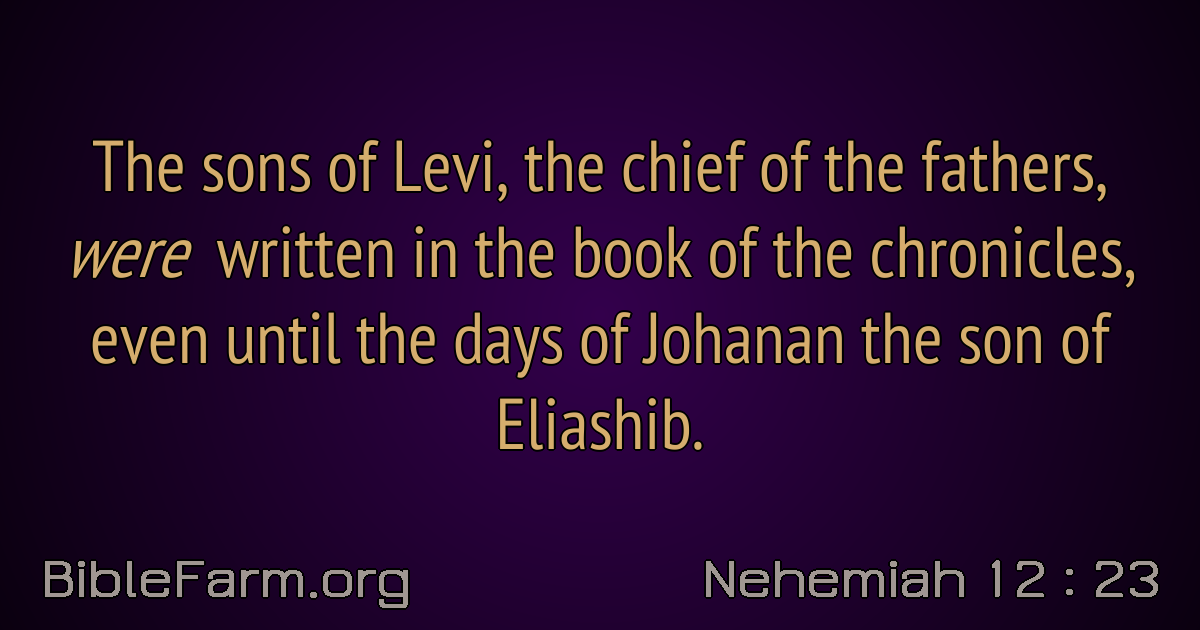 The sons of Levi, the chief of the fathers,
were written in the book of the chronicles,
even until the days of Johanan the son of
Eliashib.
BibleFarm.org
Nehemiah 12 : 23